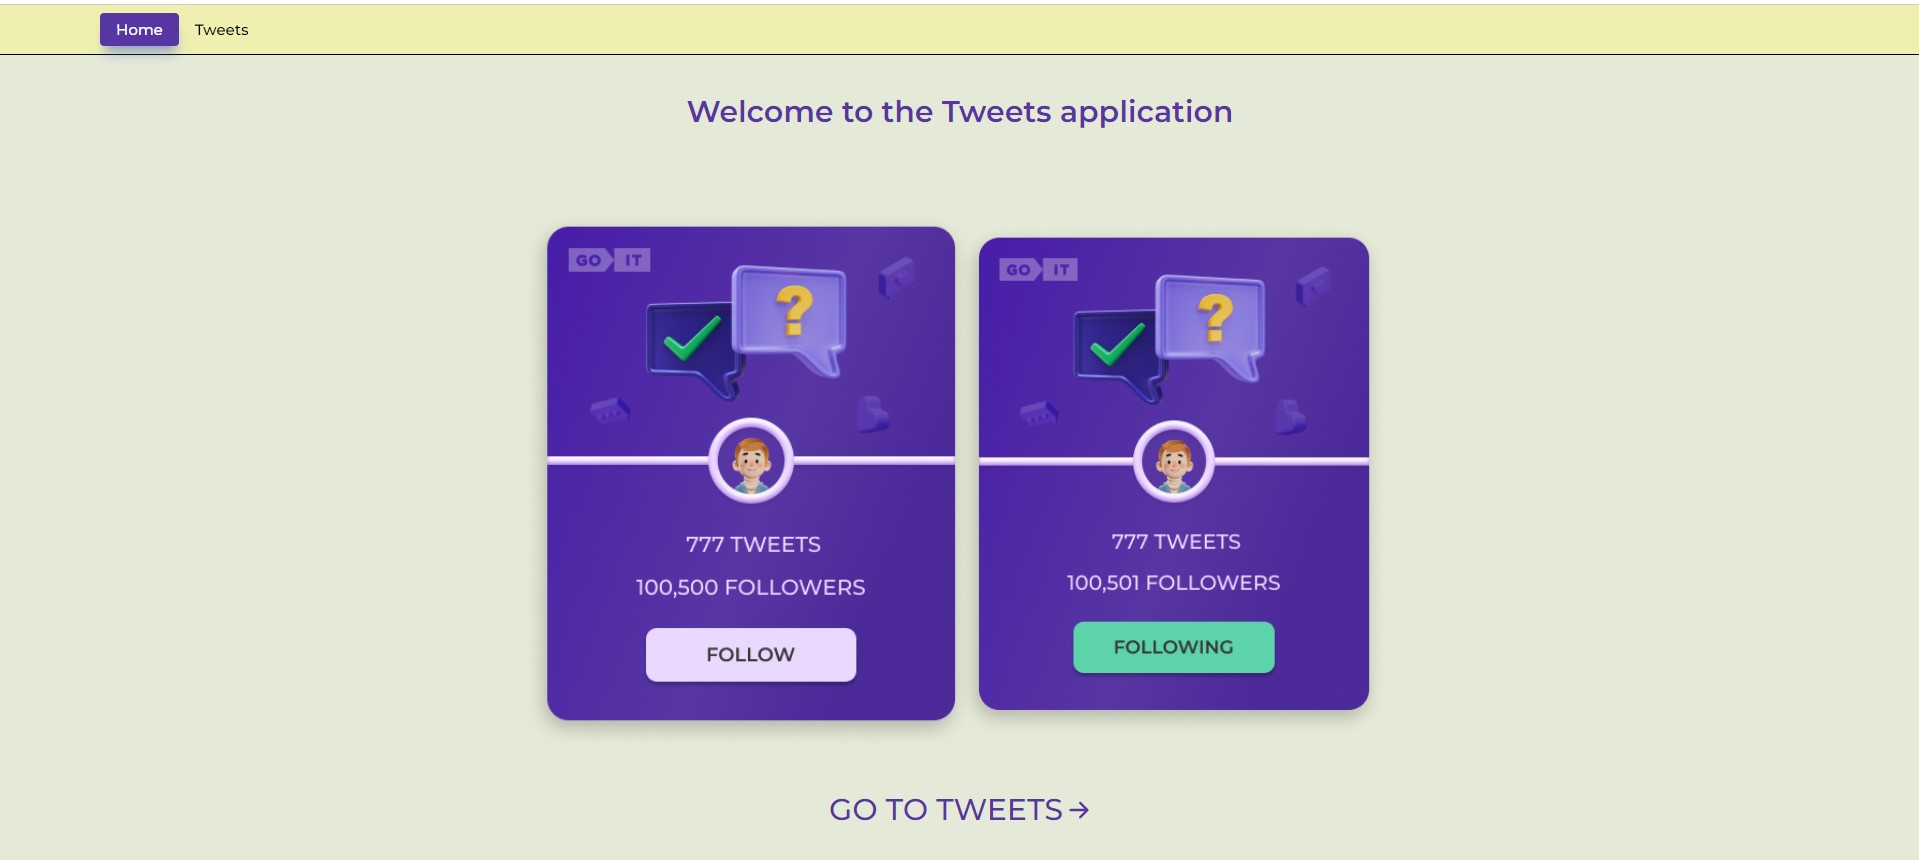 Home Tweets
Welcome to the Tweets application
GO IT
?
777 TWEETS
100,500 FOLLOWERS
FOLLOW
GO IT
?
777 TWEETS
100,501 FOLLOWERS
FOLLOWING
GO TO TWEETS→